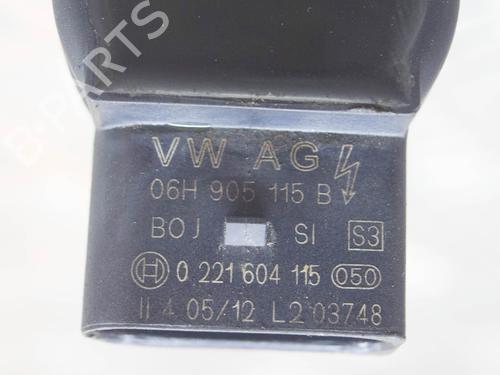 B-PARTS
VW AG
06H 905 115 B
BOJ SI S3
0 221 604 115 050
II 4 05/12 L2 03748